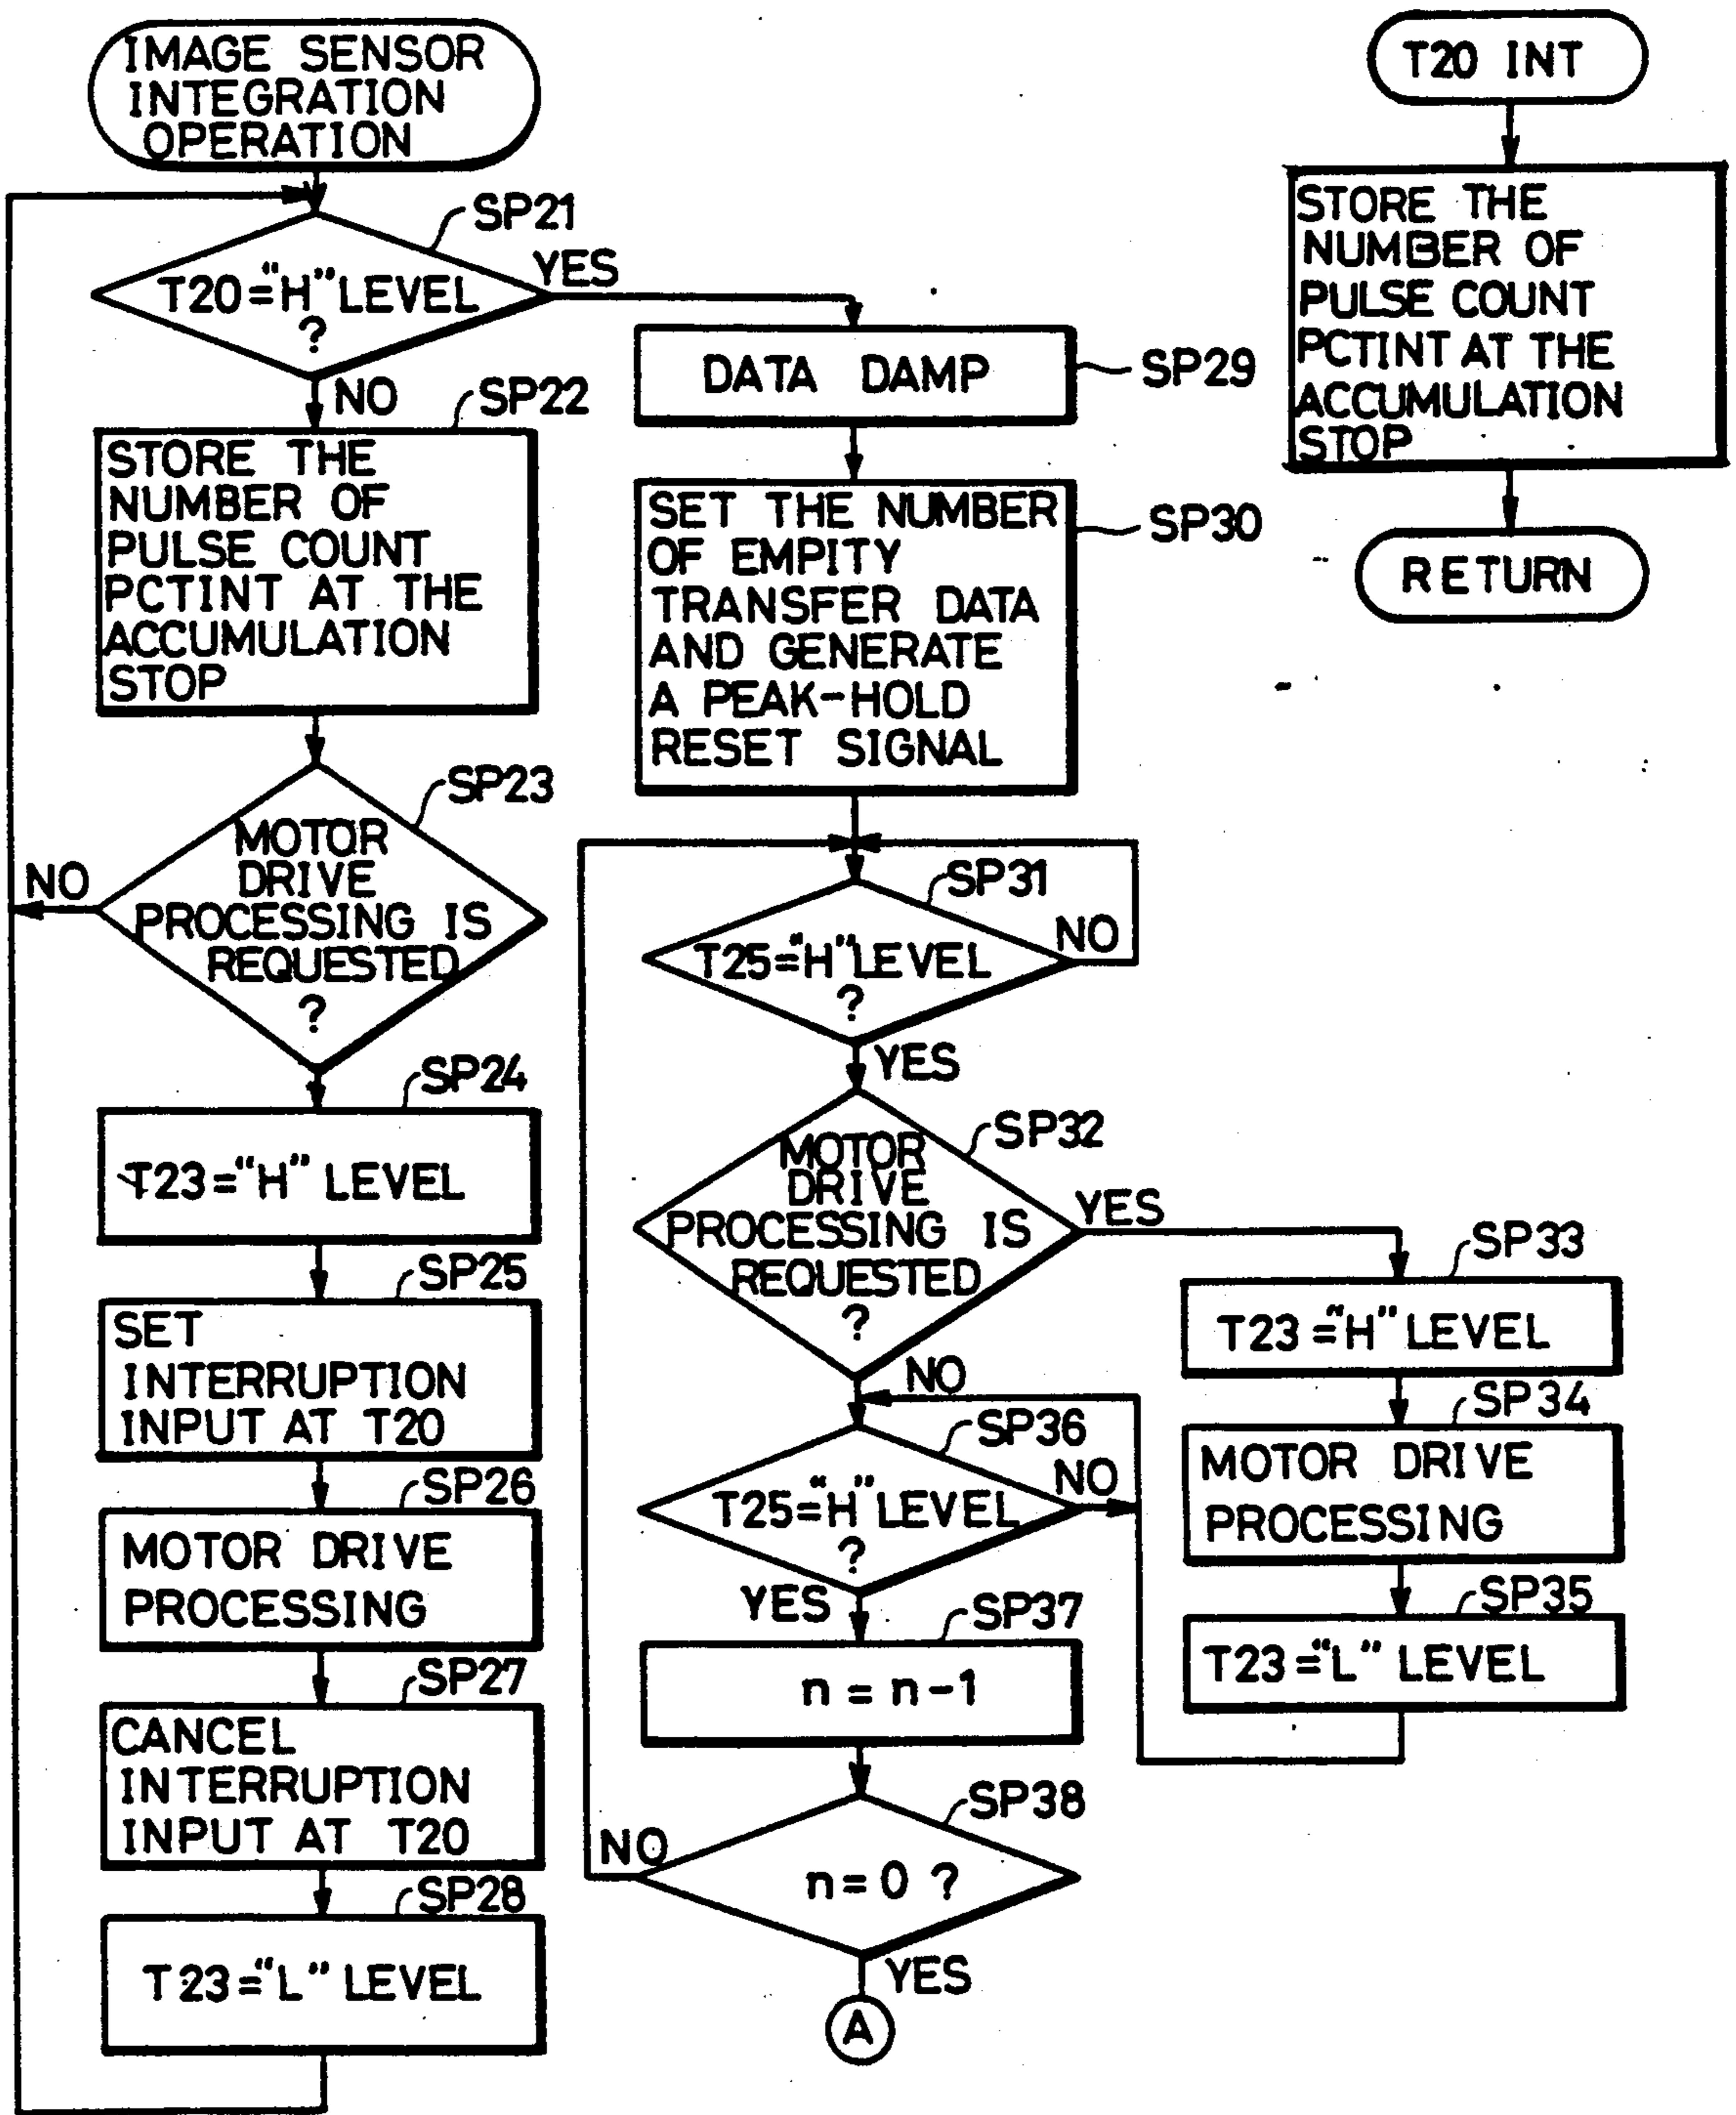 IMAGE SENSOR
INTEGRATION
OPERATION
SP21
T20="H" LEVEL
?
YES
NO
SP22
STORE THE
NUMBER OF
PULSE COUNT
PCTINT AT THE
ACCUMULATION
STOP
SP23
MOTOR
DRIVE
PROCESSING IS
REQUESTED
?
NO
SP24
T23="H" LEVEL
SP25
SET
INTERRUPTION
INPUT AT T20
SP26
MOTOR DRIVE
PROCESSING
SP27
CANCEL
INTERRUPTION
INPUT AT T20
SP28
T23="L" LEVEL
DATA DAMP
SP29
SET THE NUMBER
OF EMPITY
TRANSFER DATA
AND GENERATE
A PEAK-HOLD
RESET SIGNAL
SP30
SP31
T25="H" LEVEL
?
NO
YES
SP32
MOTOR
DRIVE
PROCESSING IS
REQUESTED
?
YES
NO
SP33
T23="H" LEVEL
SP34
MOTOR DRIVE
PROCESSING
SP35
T23="L" LEVEL
SP36
T25="H" LEVEL
?
NO
YES
SP37
n = n-1
SP38
n = 0 ?
NO
YES
A
T20 INT
STORE THE
NUMBER OF
PULSE COUNT
PCTINT AT THE
ACCUMULATION
STOP
RETURN